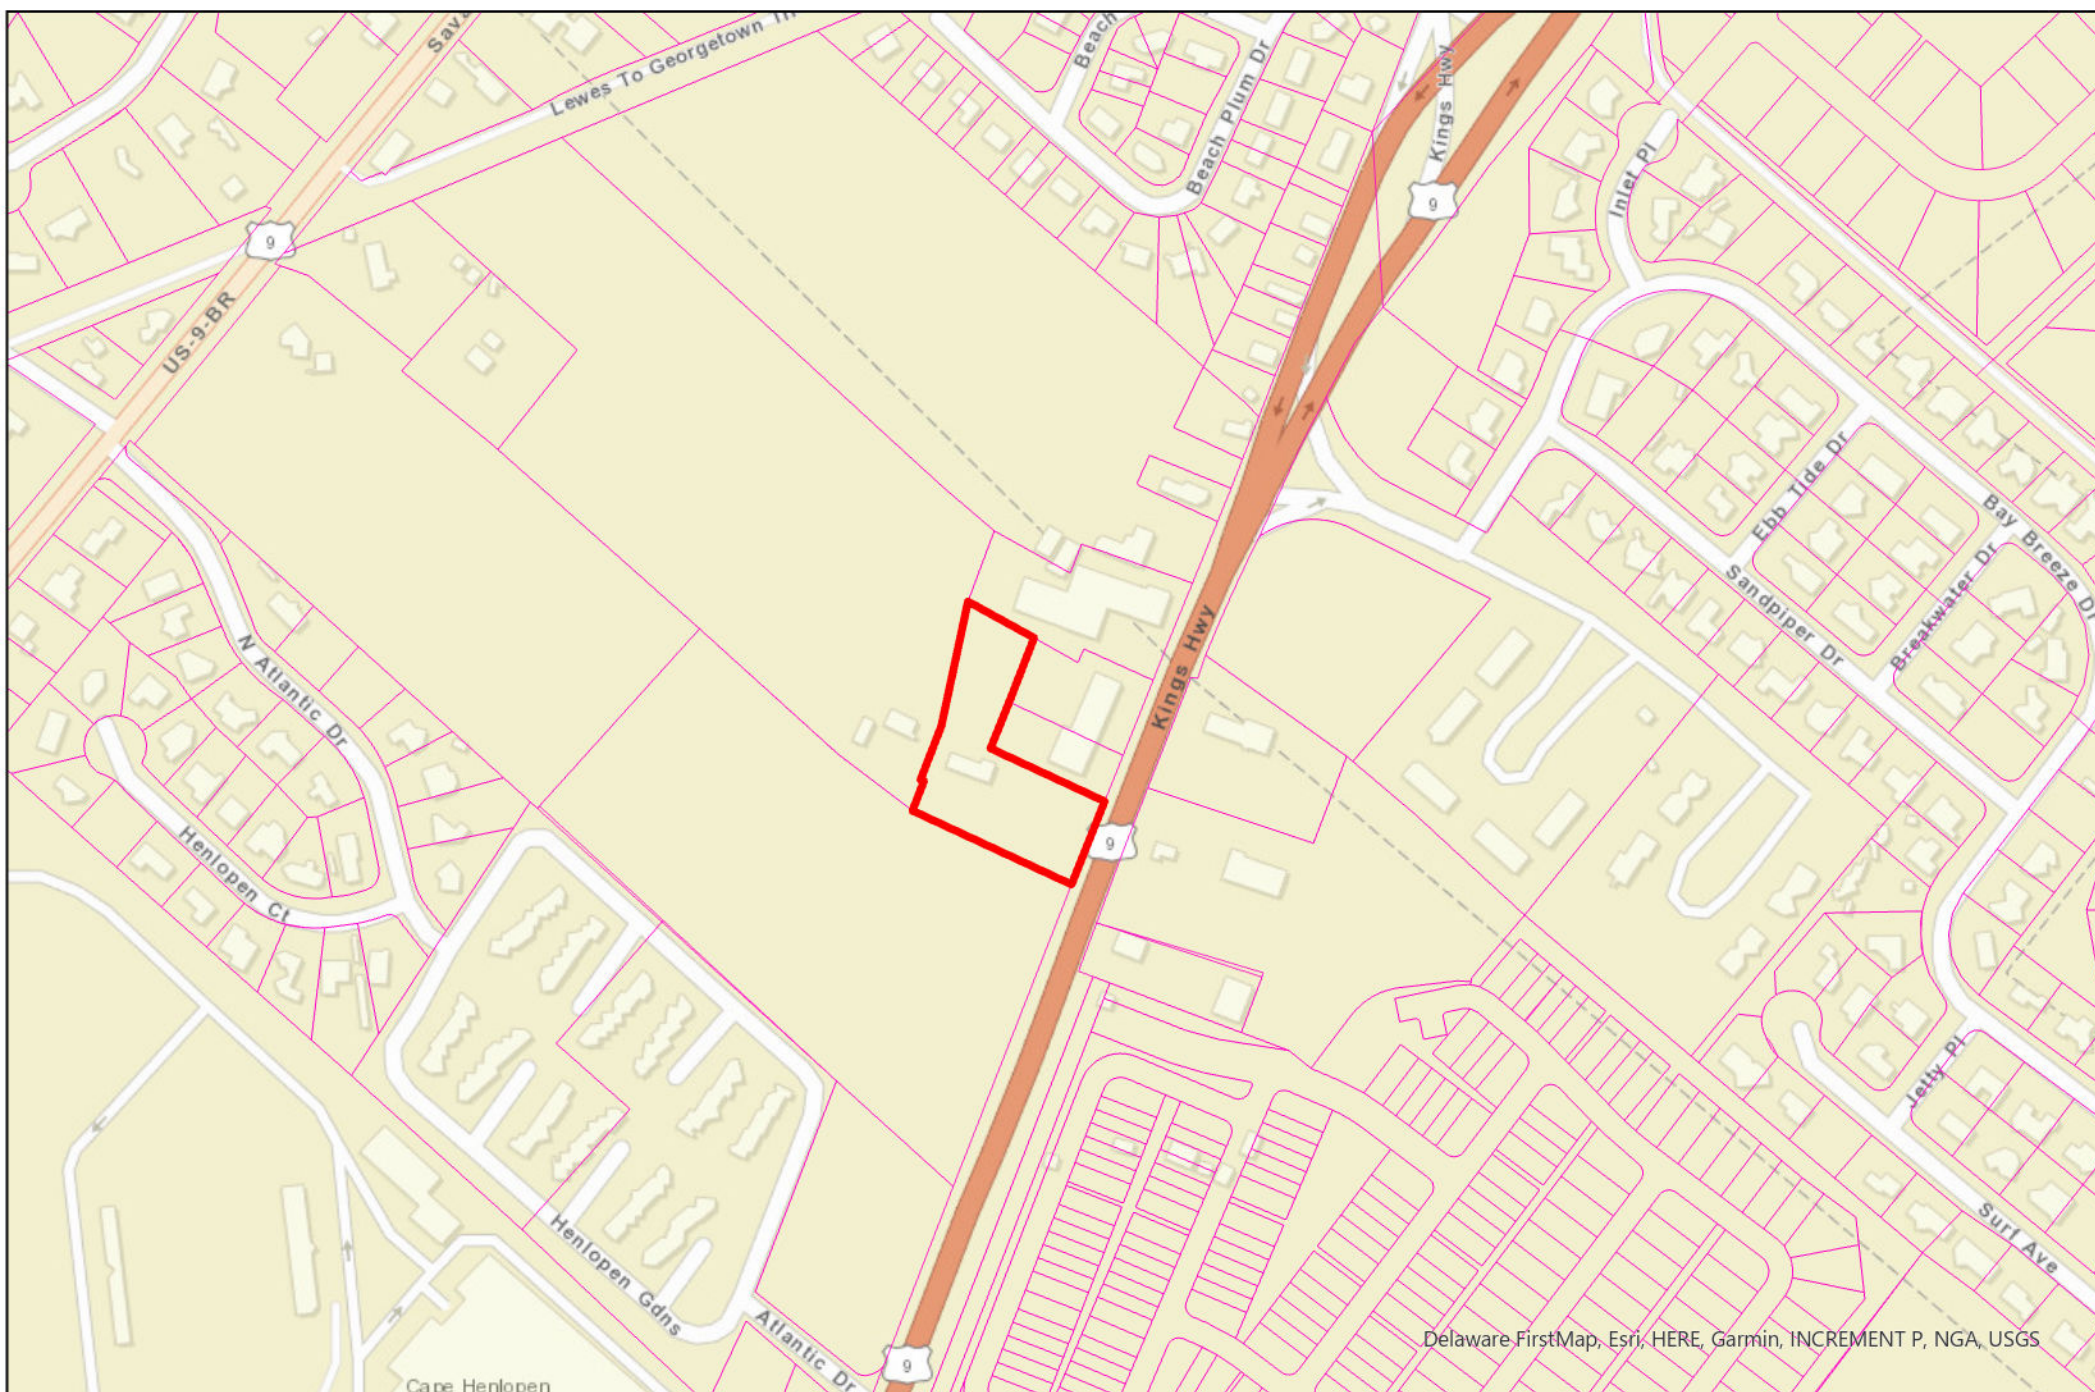 Sava
Lewes To Georgetown
Beach
Beach Plum Dr
Kings Hwy
9
Inlet Pl
9
US-9-BR
Ebb Tide Dr
Bay Breeze Dr
Breakwater Dr
Sandpiper Dr
N Atlantic Dr
Kings Hwy
9
Henlopen Ct
Jetty Pl
Surf Ave
Henlopen Gdns
Atlantic Dr
9
Delaware FirstMap, Esri, HERE, Garmin, INCREMENT P, NGA, USGS
Cape Henlopen